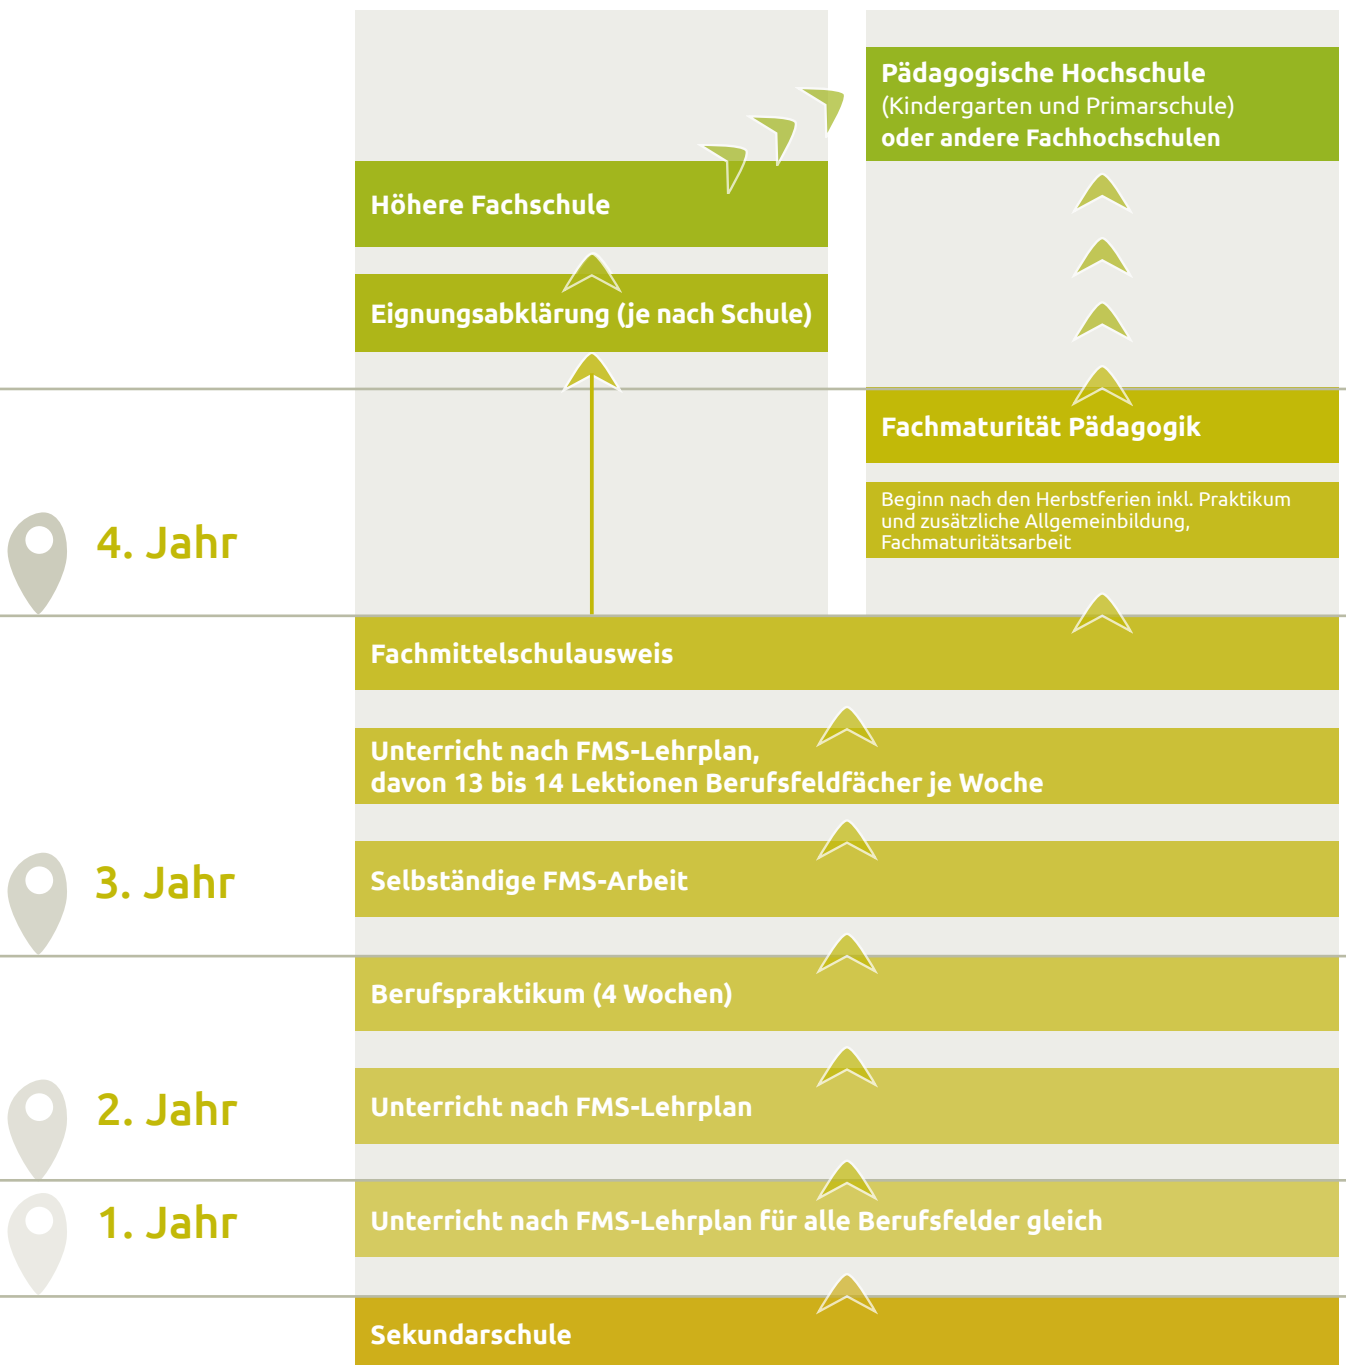 Pädagogische Hochschule
(Kindergarten und Primarschule)
oder andere Fachhochschulen
Höhere Fachschule
Eignungsabklärung (je nach Schule)
Fachmaturität Pädagogik
Beginn nach den Herbstferien inkl. Praktikum
und zusätzliche Allgemeinbildung,
Fachmaturitätsarbeit
4. Jahr
Fachmittelschulausweis
Unterricht nach FMS-Lehrplan,
davon 13 bis 14 Lektionen Berufsfeldfächer je Woche
3. Jahr
Selbständige FMS-Arbeit
Berufspraktikum (4 Wochen)
2. Jahr
Unterricht nach FMS-Lehrplan
1. Jahr
Unterricht nach FMS-Lehrplan für alle Berufsfelder gleich
Sekundarschule